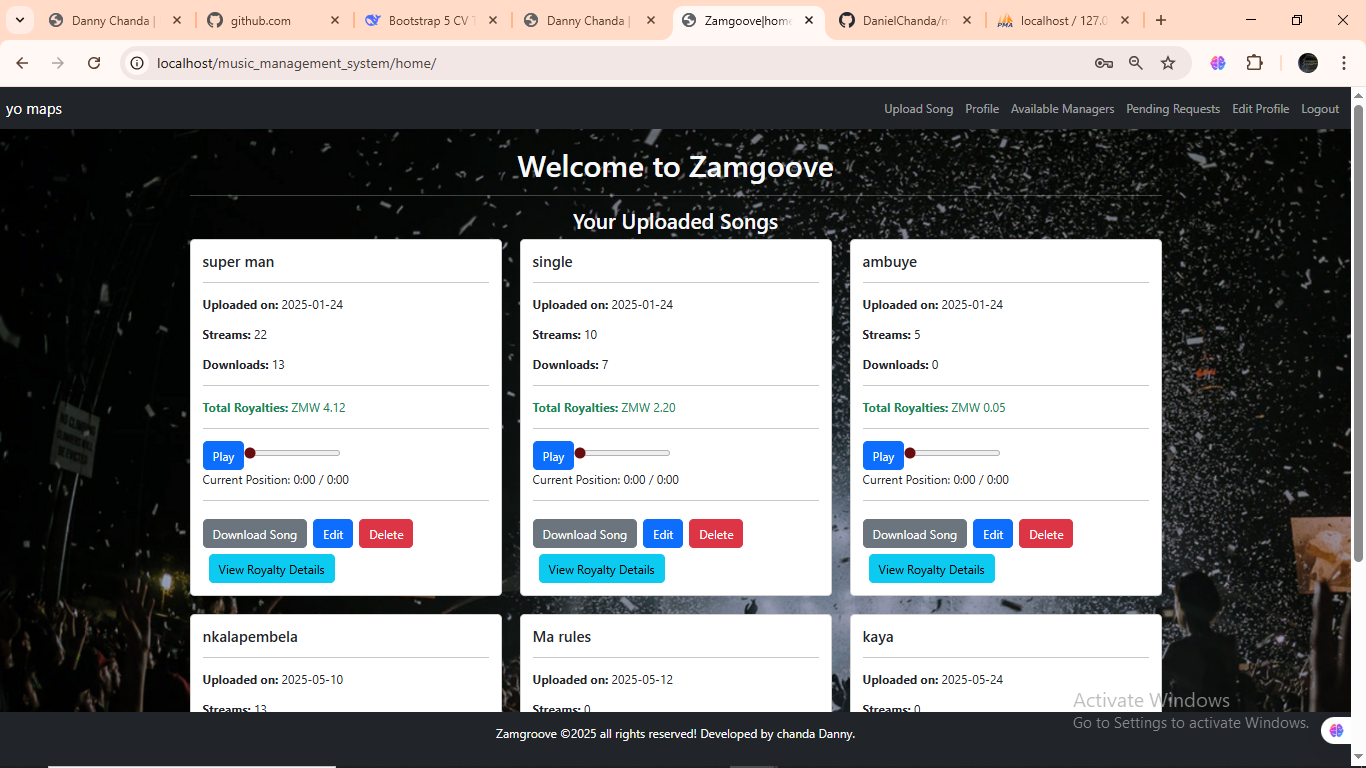 Danny Chanda |
github.com
Bootstrap 5 CV T
Danny Chanda |
Zamgoove|home
DanielChanda/m
localhost / 127.0
localhost/music_management_system/home/
yo maps
Upload Song Profile Available Managers Pending Requests Edit Profile Logout
Welcome to Zamgoove
Your Uploaded Songs
super man
Uploaded on: 2025-01-24
Streams: 22
Downloads: 13
Total Royalties: ZMW 4.12
Play
Current Position: 0:00 / 0:00
Download Song Edit Delete
View Royalty Details
single
Uploaded on: 2025-01-24
Streams: 10
Downloads: 7
Total Royalties: ZMW 2.20
Play
Current Position: 0:00 / 0:00
Download Song Edit Delete
View Royalty Details
ambuye
Uploaded on: 2025-01-24
Streams: 5
Downloads: 0
Total Royalties: ZMW 0.05
Play
Current Position: 0:00 / 0:00
Download Song Edit Delete
View Royalty Details
nkalapembela
Uploaded on: 2025-05-10
Streams: 13
Ma rules
Uploaded on: 2025-05-12
Streams: 0
kaya
Uploaded on: 2025-05-24
Streams: 0
NO CLIMBING
CLIMBERS WILL
BE EVICTED
Activate Windows
Go to Settings to activate Windows.
Zamgroove ©2025 all rights reserved! Developed by chanda Danny.